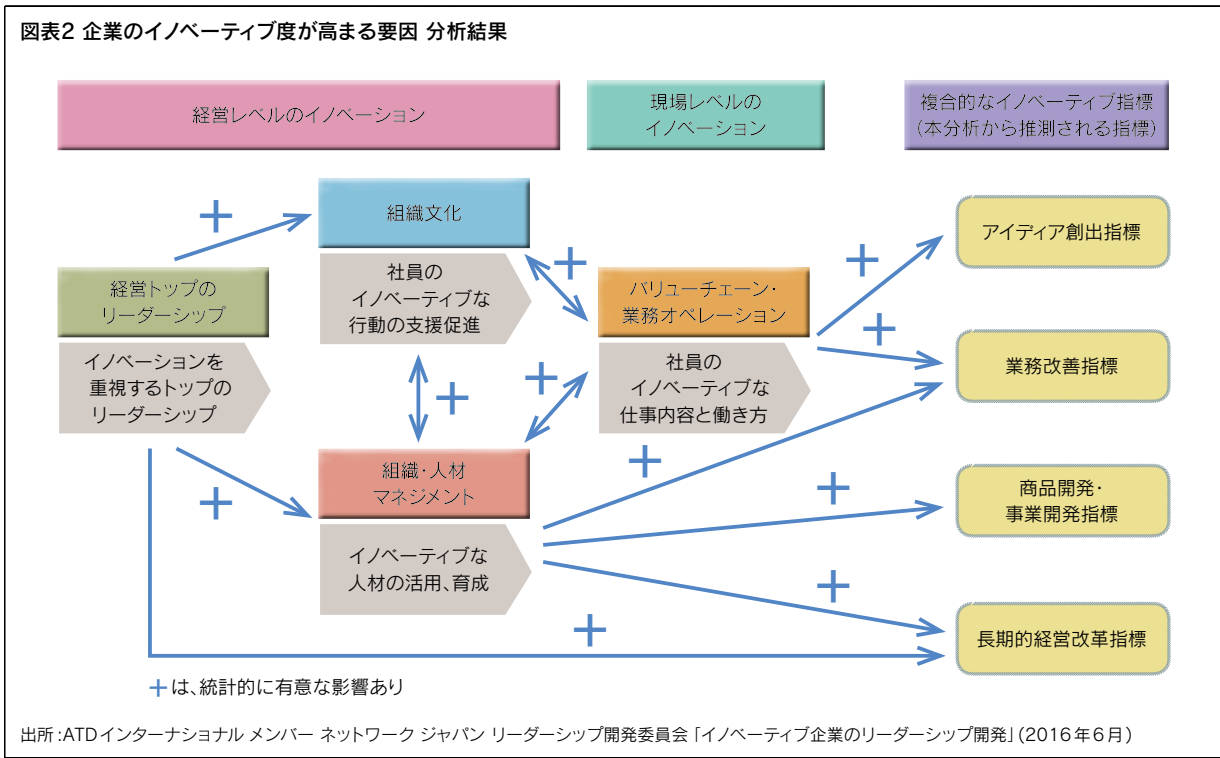 図表2 企業のイノベーティブ度が高まる要因 分析結果
経営レベルのイノベーション
現場レベルの
イノベーション
複合的なイノベーティブ指標
(本分析から推測される指標)
経営トップの
リーダーシップ
イノベーションを
重視するトップの
リーダーシップ
+
組織文化
社員の
イノベーティブな
行動の支援促進
+
+
組織・人材
マネジメント
イノベーティブな
人材の活用、育成
+
+
バリューチェーン・
業務オペレーション
社員の
イノベーティブな
仕事内容と働き方
+
+
+
+
+
+
アイディア創出指標
業務改善指標
商品開発・
事業開発指標
長期的経営改革指標
+は、統計的に有意な影響あり
出所:ATDインターナショナル メンバー ネットワーク ジャパン リーダーシップ開発委員会「イノベーティブ企業のリーダーシップ開発」(2016年6月)